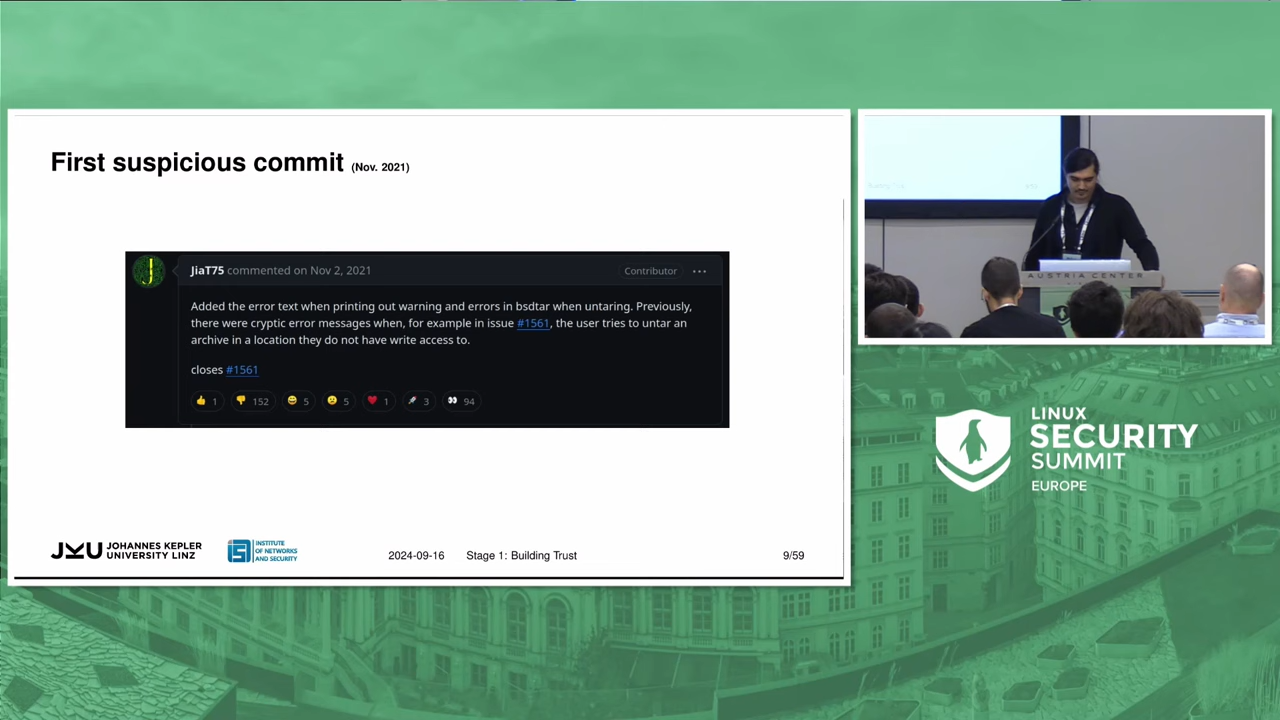 First suspicious commit (Nov. 2021)
JiaT75 commented on Nov 2, 2021
Contributor
Added the error text when printing out warning and errors in bsdtar when untaring. Previously,
there were cryptic error messages when, for example in issue #1561, the user tries to untar an
archive in a location they do not have write access to.
closes #1561
1 152 5 5 1 3 94
JKU JOHANNES KEPLER
UNIVERSITY LINZ
INSTITUTE
OF NETWORKS
AND SECURITY
2024-09-16 Stage 1: Building Trust 9/59
AUSTRIA CENTER
LINUX
SECURITY
SUMMIT
EUROPE